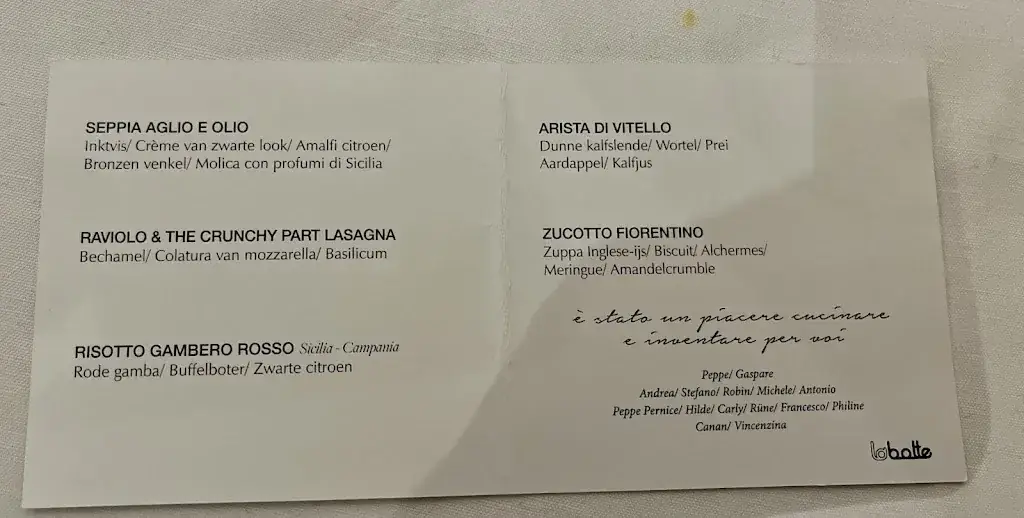 SEPPIA AGLIO E OLIO
Inktvis/ Crème van zwarte look/ Amalfi citroen/
Bronzen venkel/ Molica con profumi di Sicilia
RAVIOLO & THE CRUNCHY PART LASAGNA
Bechamel/ Colatura van mozzarella/ Basilicum
RISOTTO GAMBERO ROSSO Sicilia - Campania
Rode gamba/ Buffelboter/ Zwarte citroen
ARISTA DI VITELLO
Dunne kalfslende/ Wortel/ Prei
Aardappel/ Kalfjus
ZUCOTTO FIORENTINO
Zuppa Inglese-ijs/ Biscuit/ Alchermes/
Meringue/ Amandelcrumble
è stato un piacere cucinare
e inventare per voi
Peppe/ Gaspare
Andrea/ Stefano/ Robin/ Michele/ Antonio
Peppe Pernice/ Hilde/ Carly/ Rüne/ Francesco/ Philine
Canan/ Vincenzina
la botte